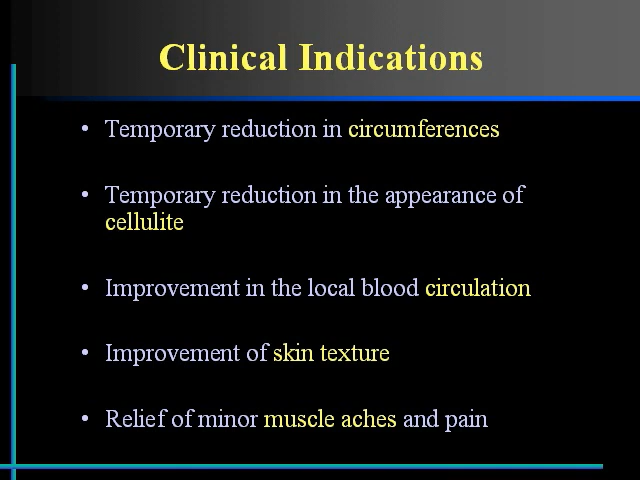 Clinical Indications
• Temporary reduction in circumferences
• Temporary reduction in the appearance of
cellulite
• Improvement in the local blood circulation
• Improvement of skin texture
• Relief of minor muscle aches and pain